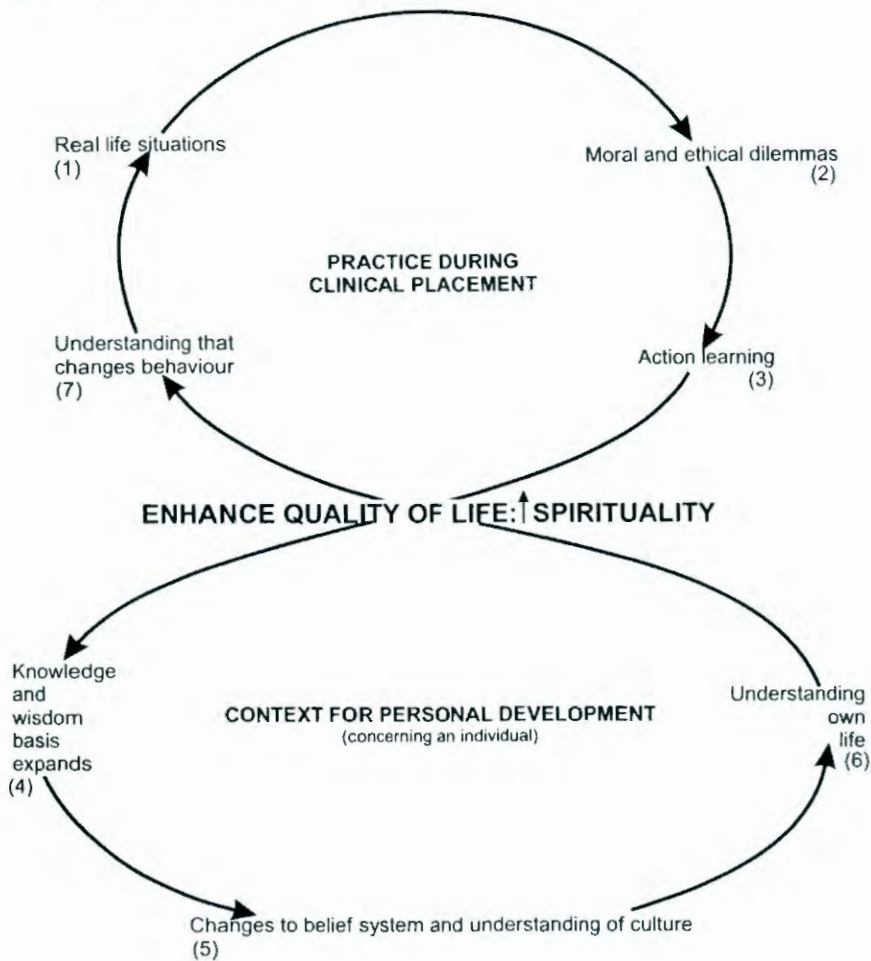 Real life situations
(1)
Moral and ethical dilemmas
(2)
PRACTICE DURING
CLINICAL PLACEMENT
Understanding that
changes behaviour
(7)
Action learning
(3)
ENHANCE QUALITY OF LIFE:↑SPIRITUALITY
Knowledge
and
wisdom
basis
expands
(4)
CONTEXT FOR PERSONAL DEVELOPMENT
(concerning an individual)
Understanding
own
life
(6)
Changes to belief system and understanding of culture
(5)